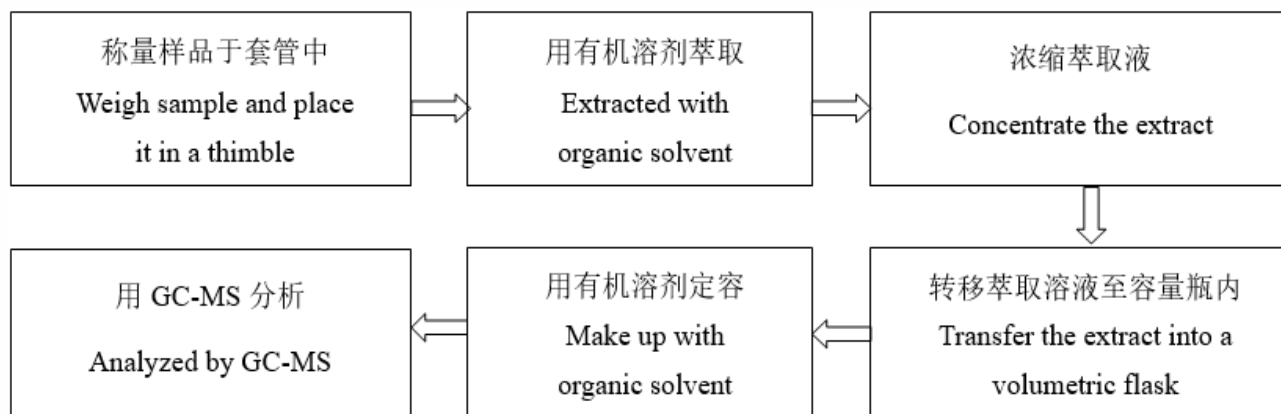 称量样品于套管中
Weigh sample and place
it in a thimble
用有机溶剂萃取
Extracted with
organic solvent
浓缩萃取液
Concentrate the extract
转移萃取溶液至容量瓶内
Transfer the extract into a
volumetric flask
用有机溶剂定容
Make up with
organic solvent
用 GC-MS 分析
Analyzed by GC-MS